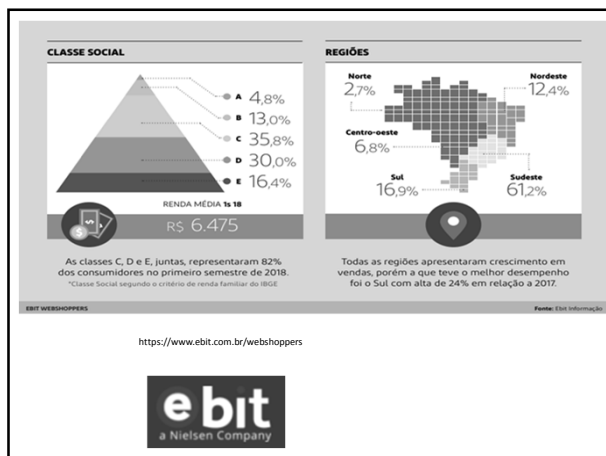 CLASSE SOCIAL
A 4,8%
B 13,0%
C 35,8%
D 30,0%
E 16,4%
RENDA MÉDIA 1s 18
R$ 6.475
As classes C, D e E, juntas, representaram 82%
dos consumidores no primeiro semestre de 2018.
*Classe Social segundo o critério de renda familiar do IBGE
REGIÕES
Norte
2,7%
Nordeste
12,4%
Centro-oeste
6,8%
Sul
16,9%
Sudeste
61,2%
Todas as regiões apresentaram crescimento em
vendas, porém a que teve o melhor desempenho
foi o Sul com alta de 24% em relação a 2017.
EBIT WEBSHOPPERS
Fonte: Ebit Informação
https://www.ebit.com.br/webshoppers
ebit
a Nielsen Company